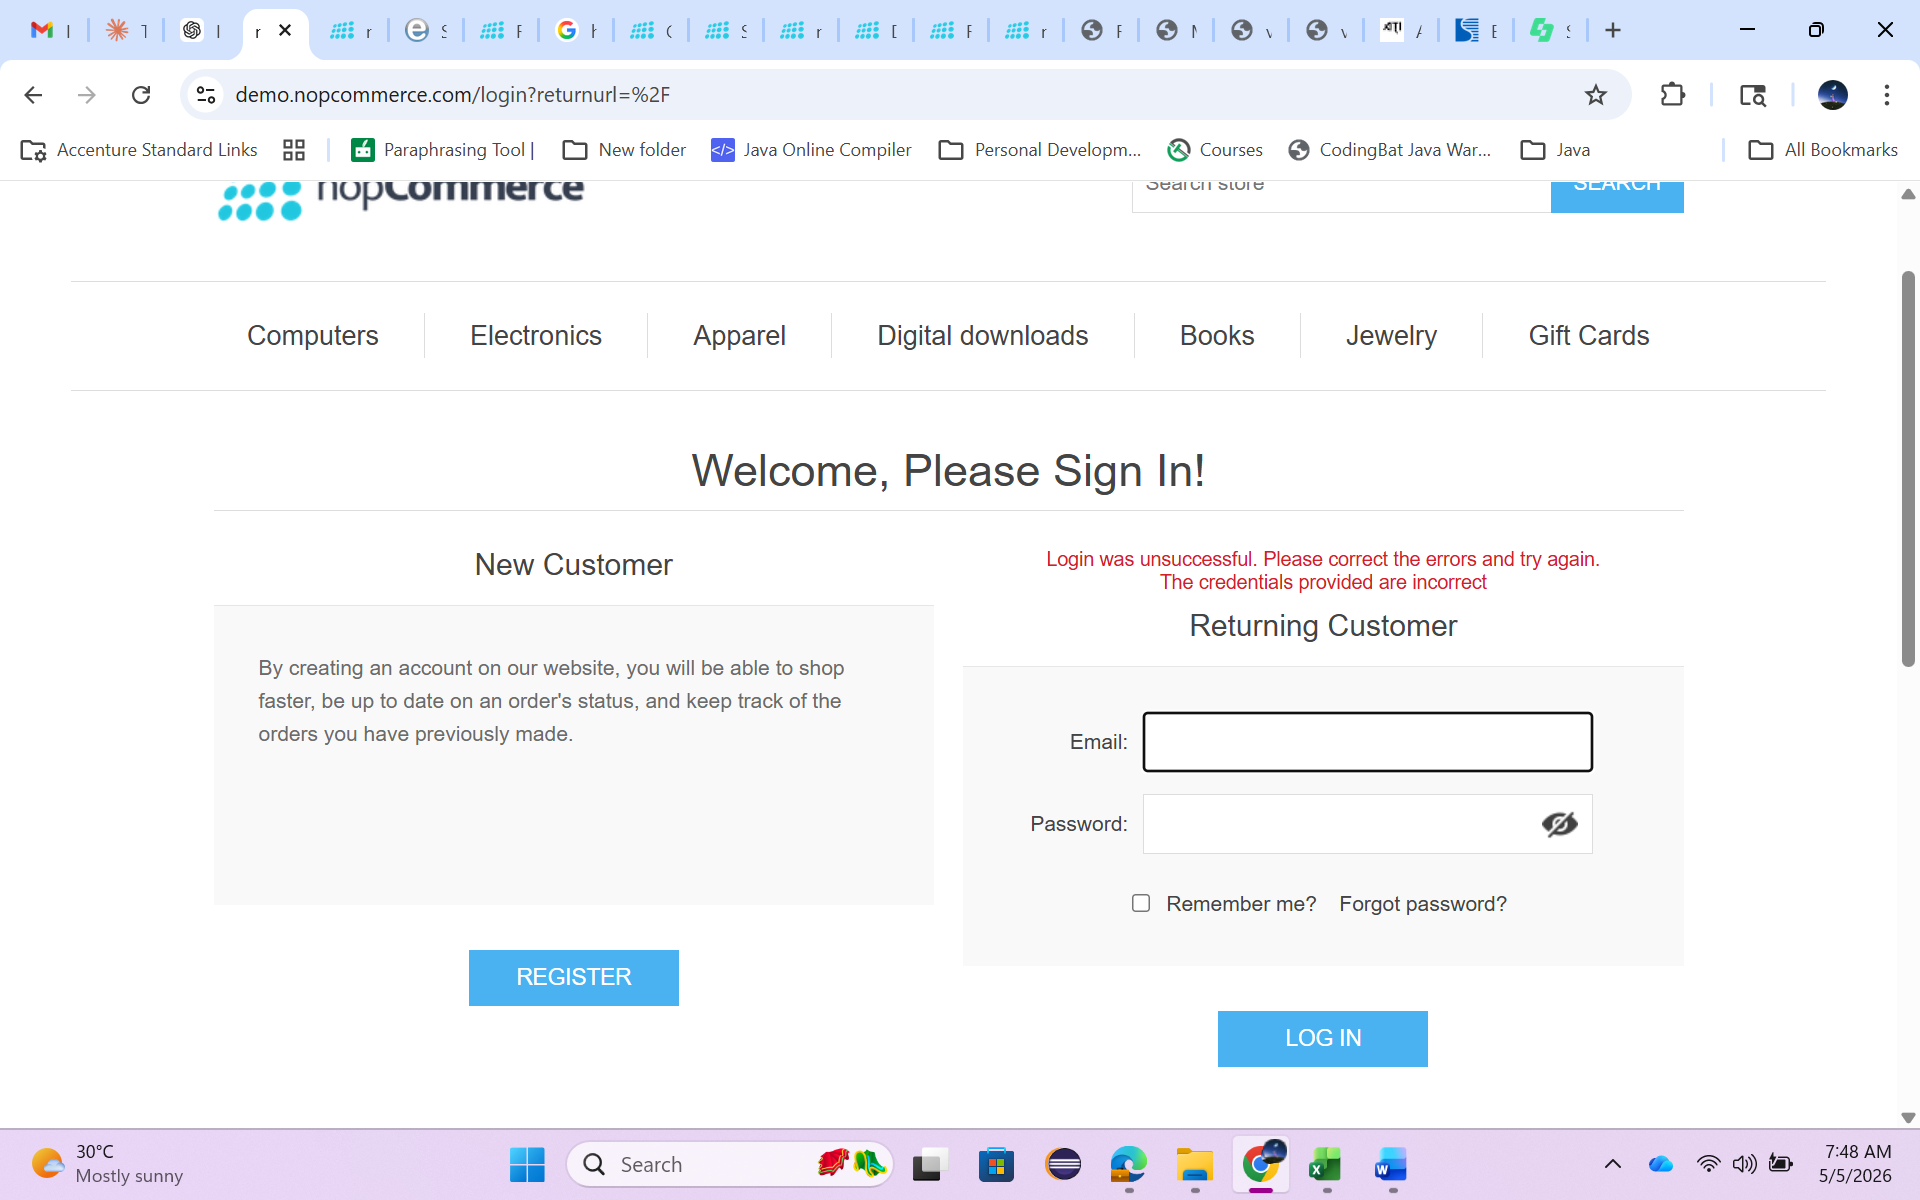 demo.nopcommerce.com/login?returnurl=%2F
Accenture Standard Links
Paraphrasing Tool |
New folder
Java Online Compiler
Personal Developm...
Courses
CodingBat Java War...
Java
All Bookmarks
nopCommerce
Search store
SEARCH
Computers
Electronics
Apparel
Digital downloads
Books
Jewelry
Gift Cards
Welcome, Please Sign In!
New Customer
By creating an account on our website, you will be able to shop
faster, be up to date on an order's status, and keep track of the
orders you have previously made.
REGISTER
Login was unsuccessful. Please correct the errors and try again.
The credentials provided are incorrect
Returning Customer
Email:
Password:
Remember me?
Forgot password?
LOG IN
30°C
Mostly sunny
Search
7:48 AM
5/5/2026